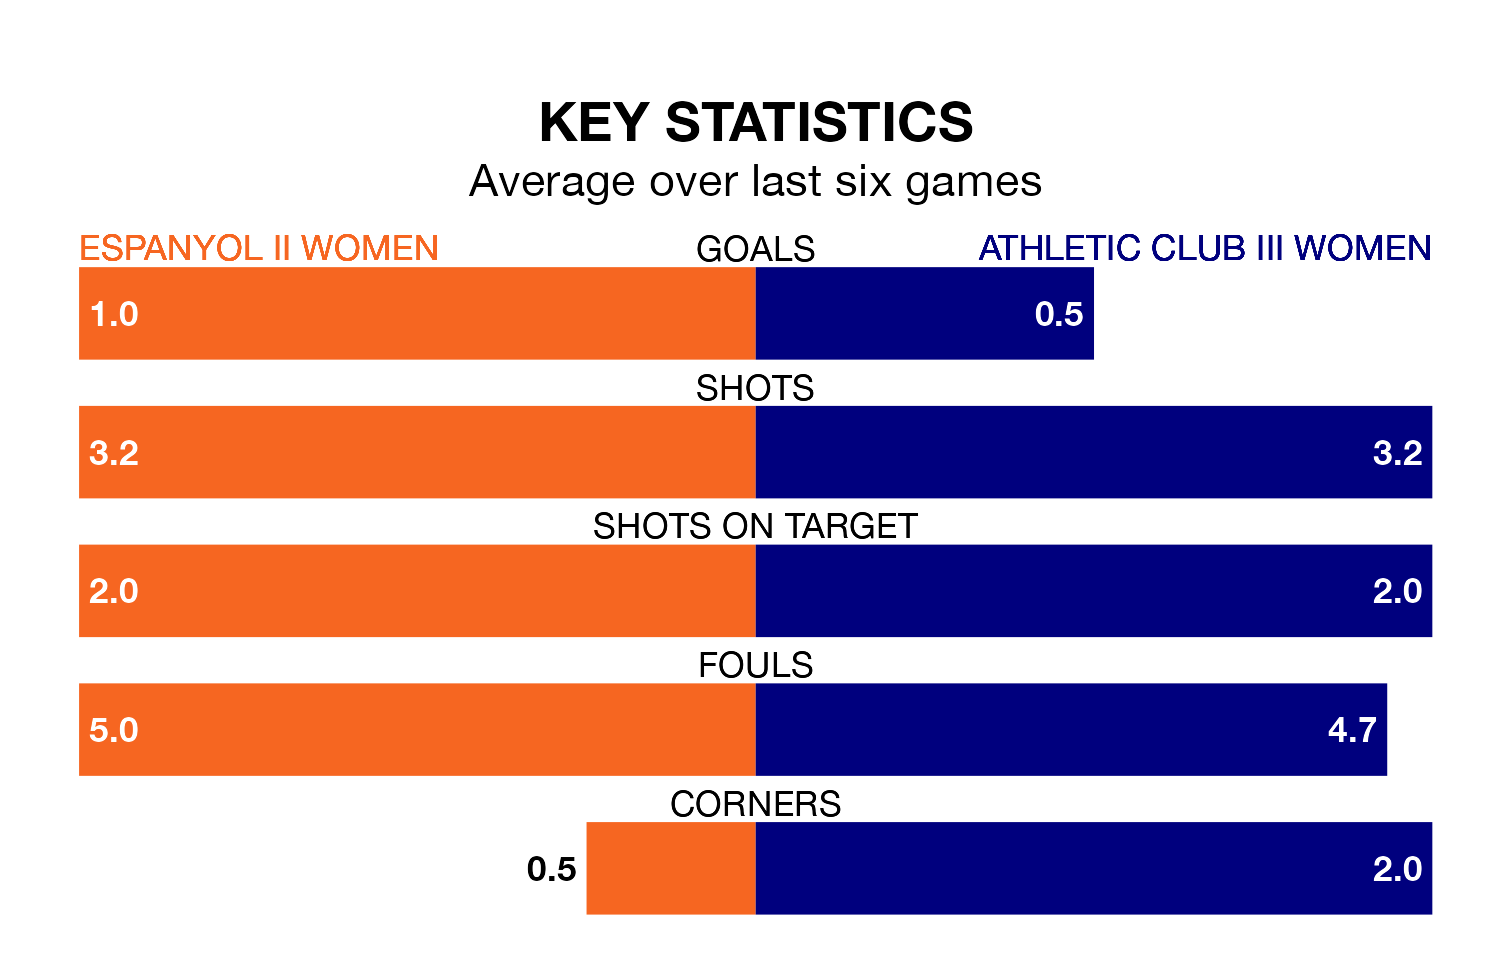 KEY STATISTICS
Average over last six games
ESPANYOL II WOMEN GOALS ATHLETIC CLUB III WOMEN
1.0 0.5
SHOTS
3.2 3.2
SHOTS ON TARGET
2.0 2.0
FOULS
5.0 4.7
CORNERS
0.5 2.0